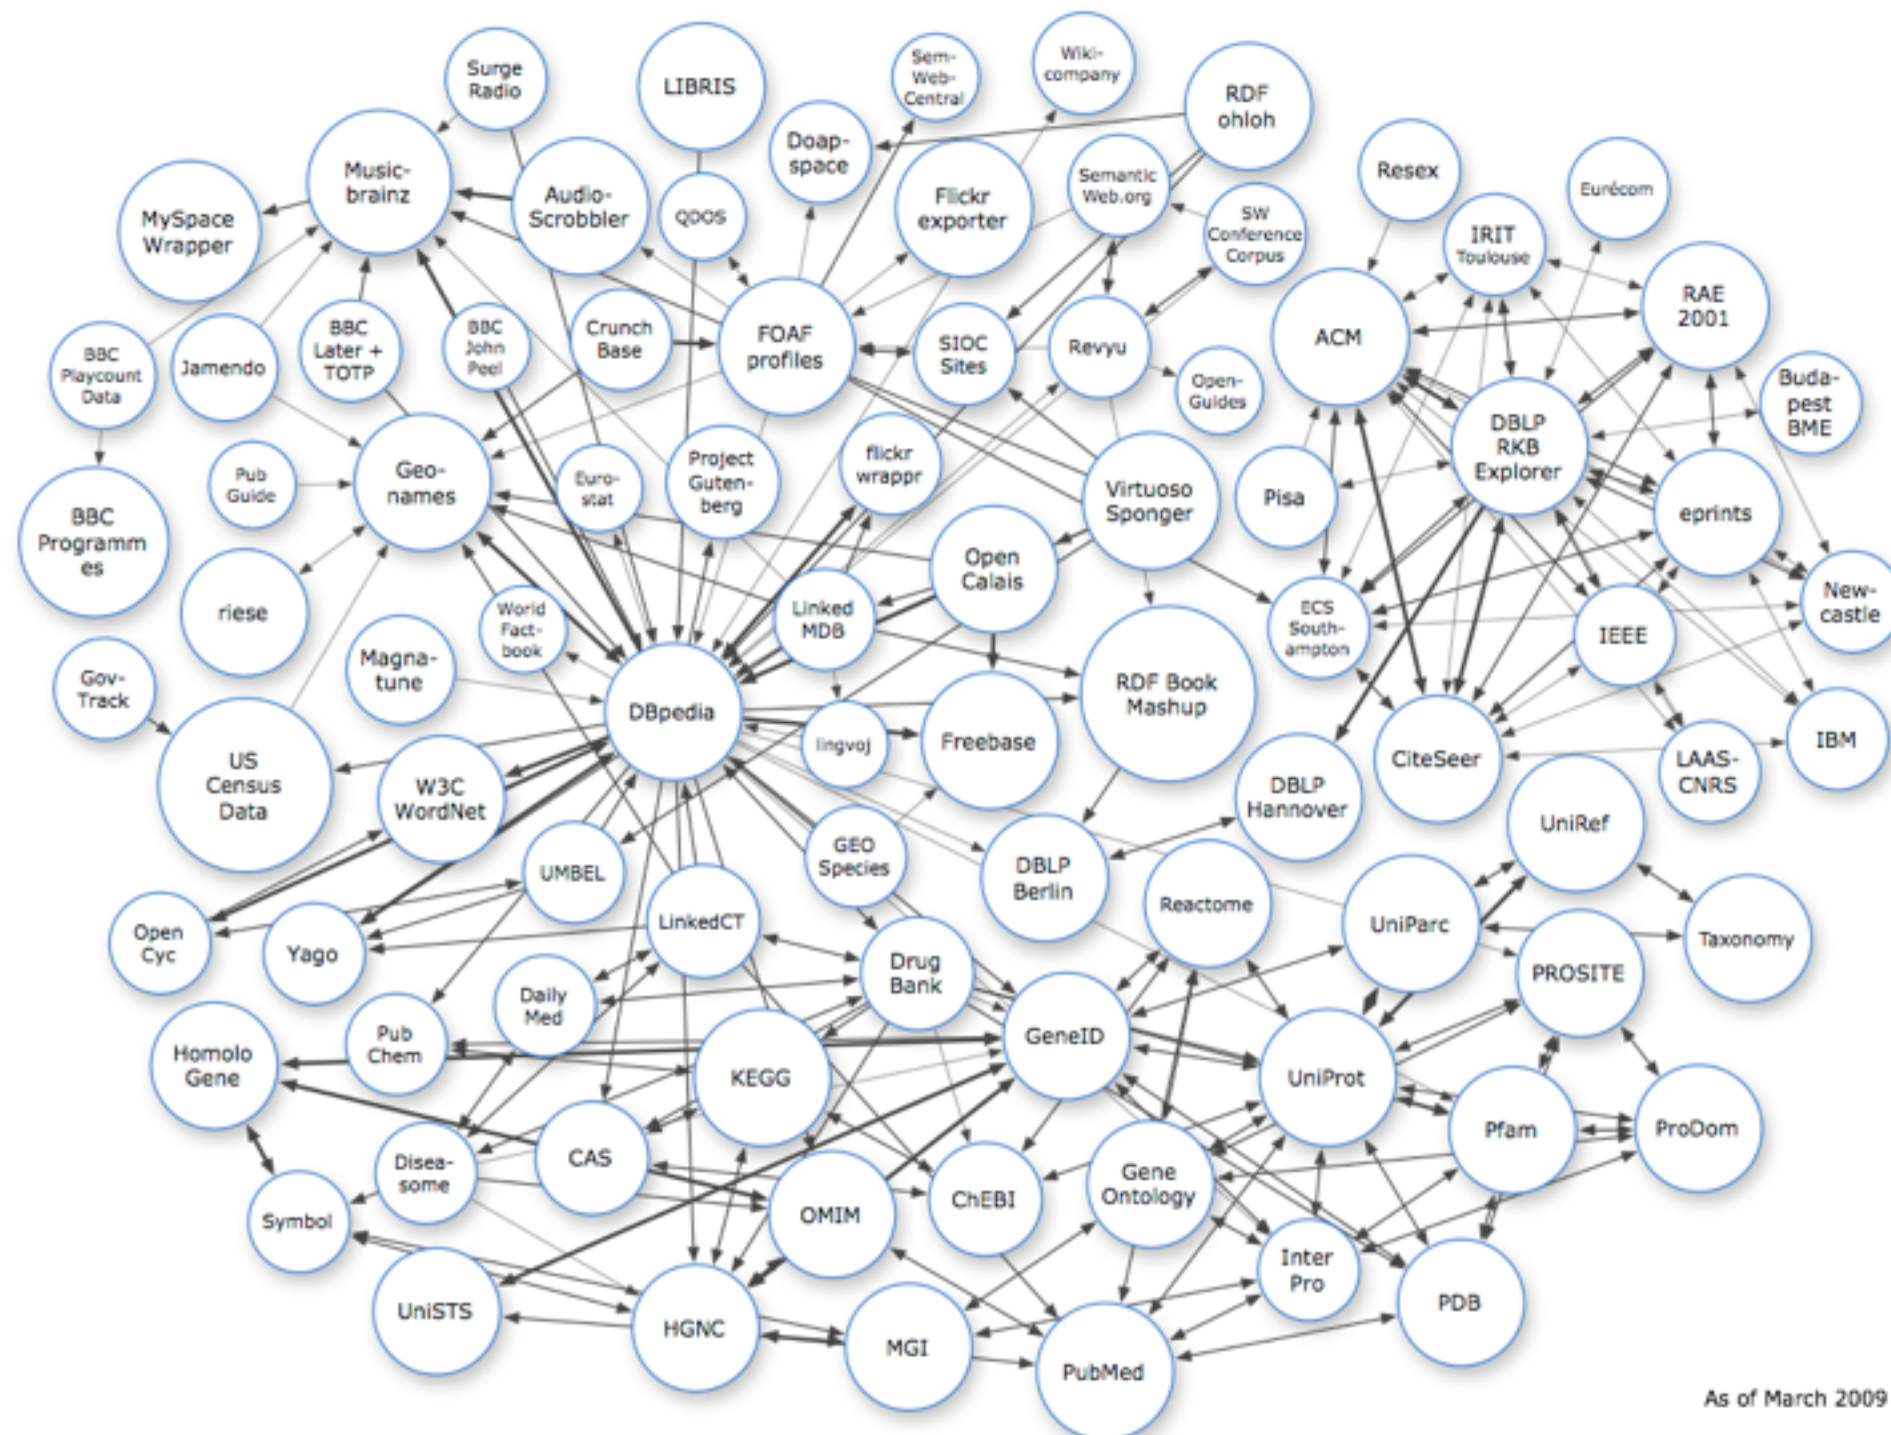 Surge
Radio
LIBRIS
Sem-
Web-
Central
Wiki-
company
RDF
ohloh
Doap-
space
Music-
brainz
MySpace
Wrapper
Audio-
Scrobbler
QDOS
Flickr
exporter
Semantic
Web.org
SW
Conference
Corpus
Resex
Eurécom
IRIT
Toulouse
RAE
2001
ACM
BBC
Playcount
Data
Jamendo
BBC
Later +
TOTP
BBC
John
Peel
Crunch
Base
FOAF
profiles
SIOC
Sites
Revyu
Open-
Guides
Buda-
pest
BME
DBLP
RKB
Explorer
Pub
Guide
Geo-
names
Euro-
stat
Project
Guten-
berg
flickr
wrappr
Virtuoso
Sponger
Pisa
eprints
BBC
Programm
es
riese
World
Fact-
book
Linked
MDB
Open
Calais
ECS
South-
ampton
IEEE
New-
castle
Gov-
Track
Magna-
tune
DBpedia
lingvoj
Freebase
RDF Book
Mashup
CiteSeer
LAAS-
CNRS
IBM
US
Census
Data
W3C
WordNet
DBLP
Hannover
UniRef
UMBEL
GEO
Species
DBLP
Berlin
Reactome
UniParc
Taxonomy
Open
Cyc
Yago
LinkedCT
Drug
Bank
PROSITE
Daily
Med
Pub
Chem
Homolo
Gene
KEGG
GeneID
UniProt
Pfam
ProDom
Disea-
some
CAS
OMIM
ChEBI
Gene
Ontology
Symbol
Inter
Pro
PDB
UniSTS
HGNC
MGI
PubMed
As of March 2009